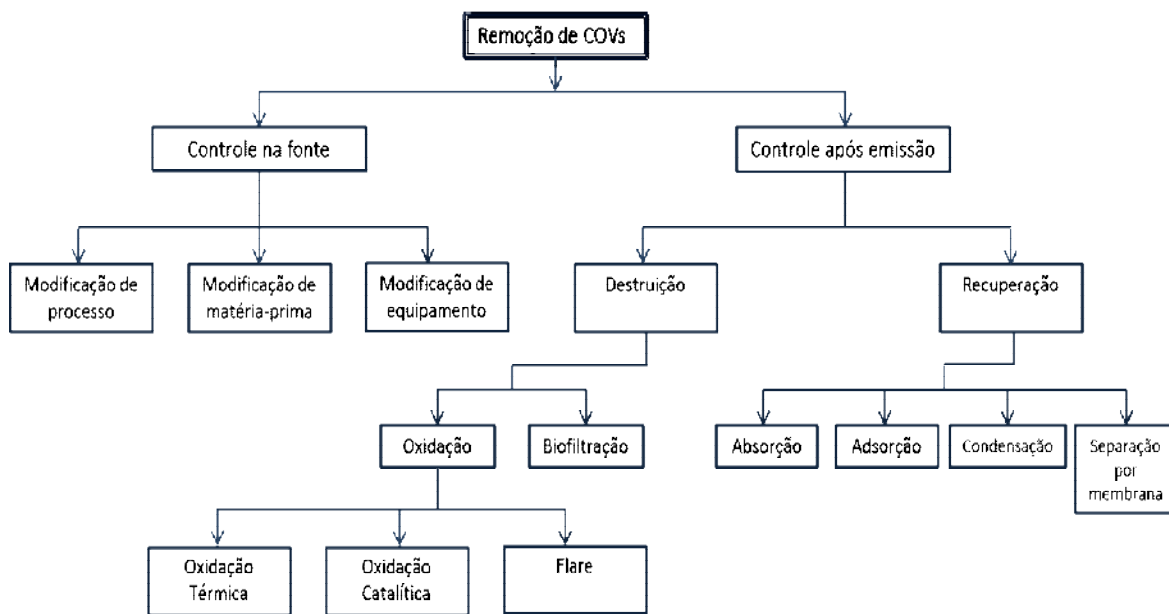 Remoção de COVs
Controle na fonte
Controle após emissão
Modificação de
processo
Modificação de
matéria-prima
Modificação de
equipamento
Destruição
Recuperação
Oxidação
Biofiltração
Absorção
Adsorção
Condensação
Separação
por
membrana
Oxidação
Térmica
Oxidação
Catalítica
Flare